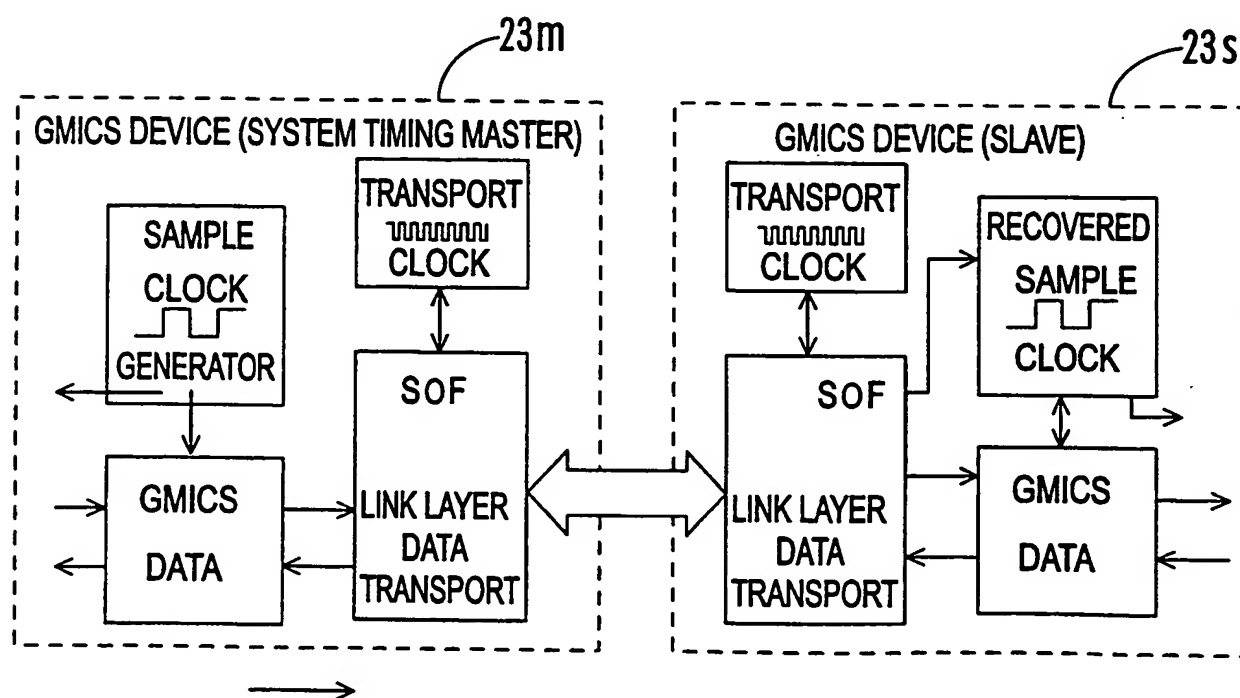 23m
23s
GMICS DEVICE (SYSTEM TIMING MASTER)
TRANSPORT
CLOCK
SAMPLE
CLOCK
GENERATOR
SOF
LINK LAYER
DATA
TRANSPORT
GMICS
DATA
GMICS DEVICE (SLAVE)
TRANSPORT
CLOCK
RECOVERED
SAMPLE
CLOCK
SOF
LINK LAYER
DATA
TRANSPORT
GMICS
DATA